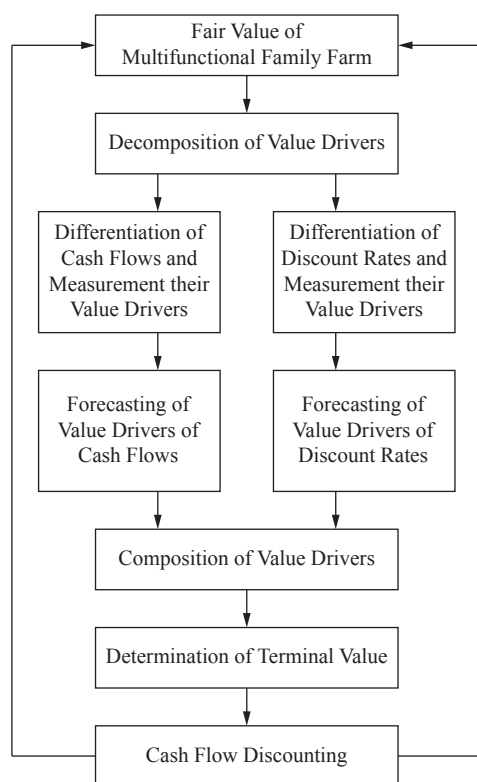 Fair Value of
Multifunctional Family Farm
Decomposition of Value Drivers
Differentiation of
Cash Flows and
Measurement their
Value Drivers
Differentiation of
Discount Rates and
Measurement their
Value Drivers
Forecasting of
Value Drivers of
Cash Flows
Forecasting of
Value Drivers of
Discount Rates
Composition of Value Drivers
Determination of Terminal Value
Cash Flow Discounting